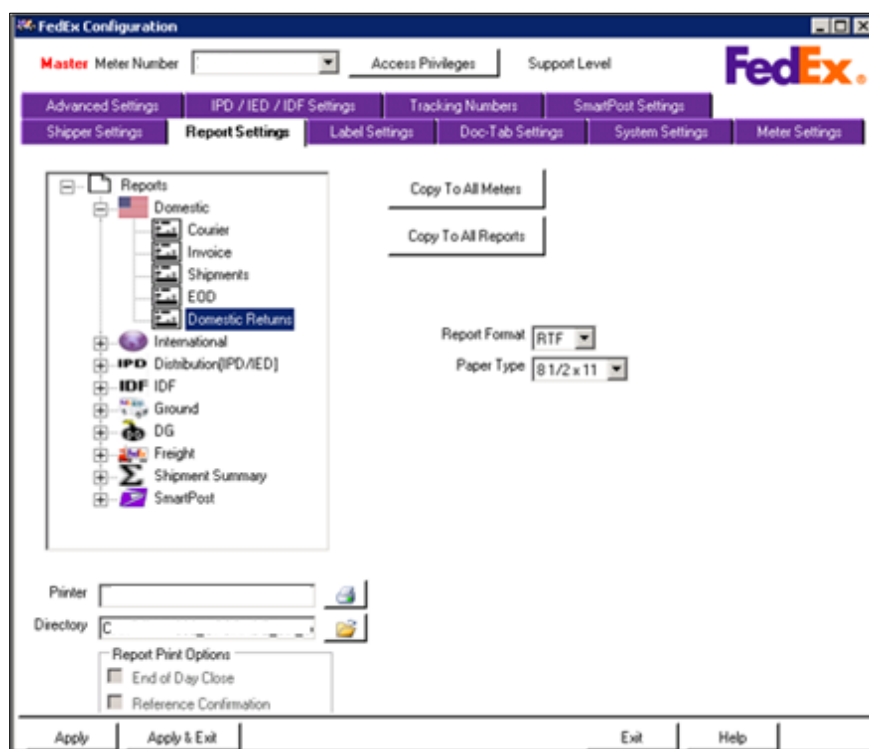 FedEx Configuration
Master Meter Number Access Privileges Support Level FedEx.
Advanced Settings IPD / IED / IDF Settings Tracking Numbers SmartPost Settings
Shipper Settings Report Settings Label Settings Doc-Tab Settings System Settings Meter Settings
Reports
Domestic
Courier
Invoice
Shipments
EOD
Domestic Returns
International
IPD Distribution[IPD/IED]
IDF IDF
Ground
DG
Freight
Σ Shipment Summary
SmartPost
Copy To All Meters
Copy To All Reports
Report Format RTF
Paper Type 8 1/2 x 11
Printer
Directory C
Report Print Options
End of Day Close
Reference Confirmation
Apply Apply & Exit Exit Help